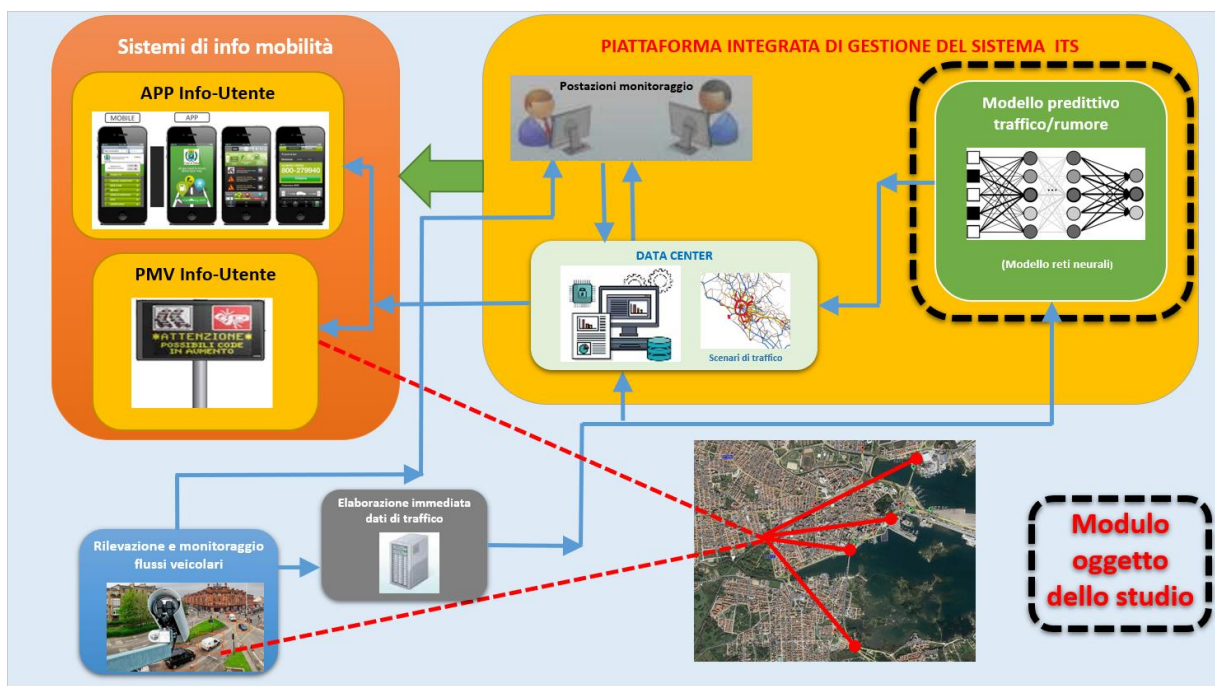 Sistemi di info mobilità
APP Info-Utente
MOBILE
APP
800-279940
PMV Info-Utente
*ATTENZIONE*
POSSIBILI CODE
IN AUMENTO
PIATTAFORMA INTEGRATA DI GESTIONE DEL SISTEMA ITS
Postazioni monitoraggio
DATA CENTER
Scenari di traffico
Modello predittivo
traffico/rumore
...
(Modello reti neurali)
Elaborazione immediata
dati di traffico
Rilevazione e monitoraggio
flussi veicolari
Modulo
oggetto
dello studio